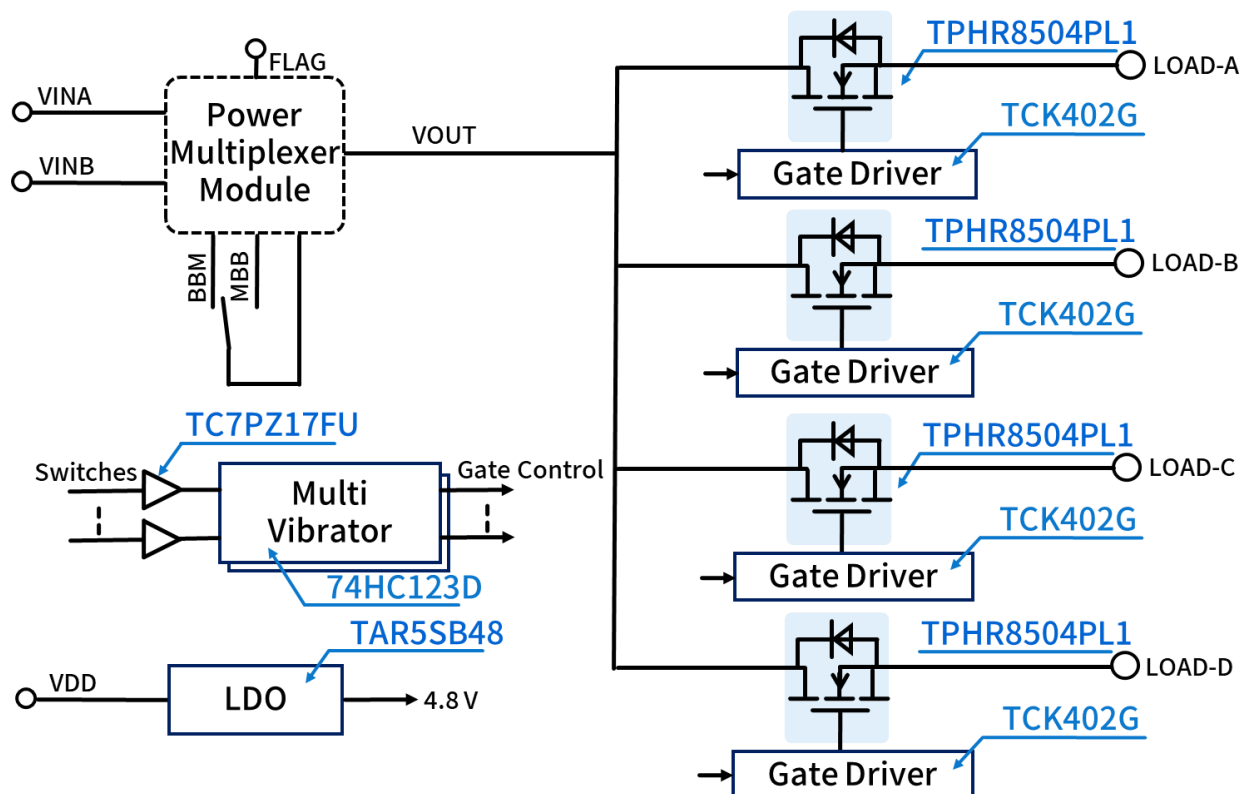 FLAG
VINA
VINB
Power
Multiplexer
Module
VOUT
BBM
MBB
TPHR8504PL1
LOAD-A
TCK402G
Gate Driver
TPHR8504PL1
LOAD-B
TCK402G
Gate Driver
TPHR8504PL1
LOAD-C
TCK402G
Gate Driver
TPHR8504PL1
LOAD-D
TCK402G
Gate Driver
TC7PZ17FU
Switches
Multi
Vibrator
Gate Control
74HC123D
TAR5SB48
VDD
LDO
4.8 V